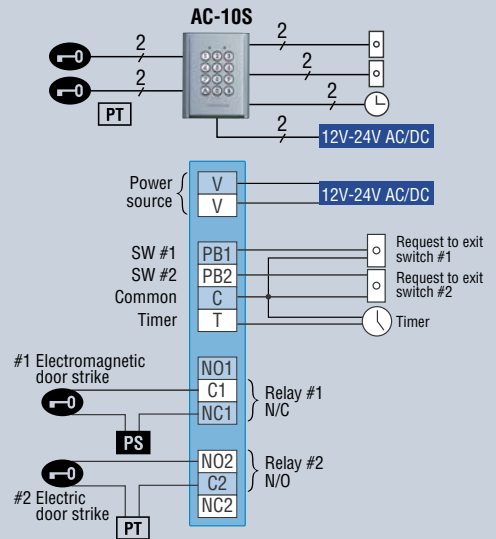 AC-10S
2
2
2
2
2
PT
2
12V-24V AC/DC
Power source
V
V
12V-24V AC/DC
SW #1
PB1
Request to exit
switch #1
SW #2
PB2
Request to exit
switch #2
Common
C
Timer
T
Timer
#1 Electromagnetic
door strike
NO1
C1
NC1
Relay #1
N/C
PS
NO2
C2
NC2
Relay #2
N/O
#2 Electric
door strike
PT